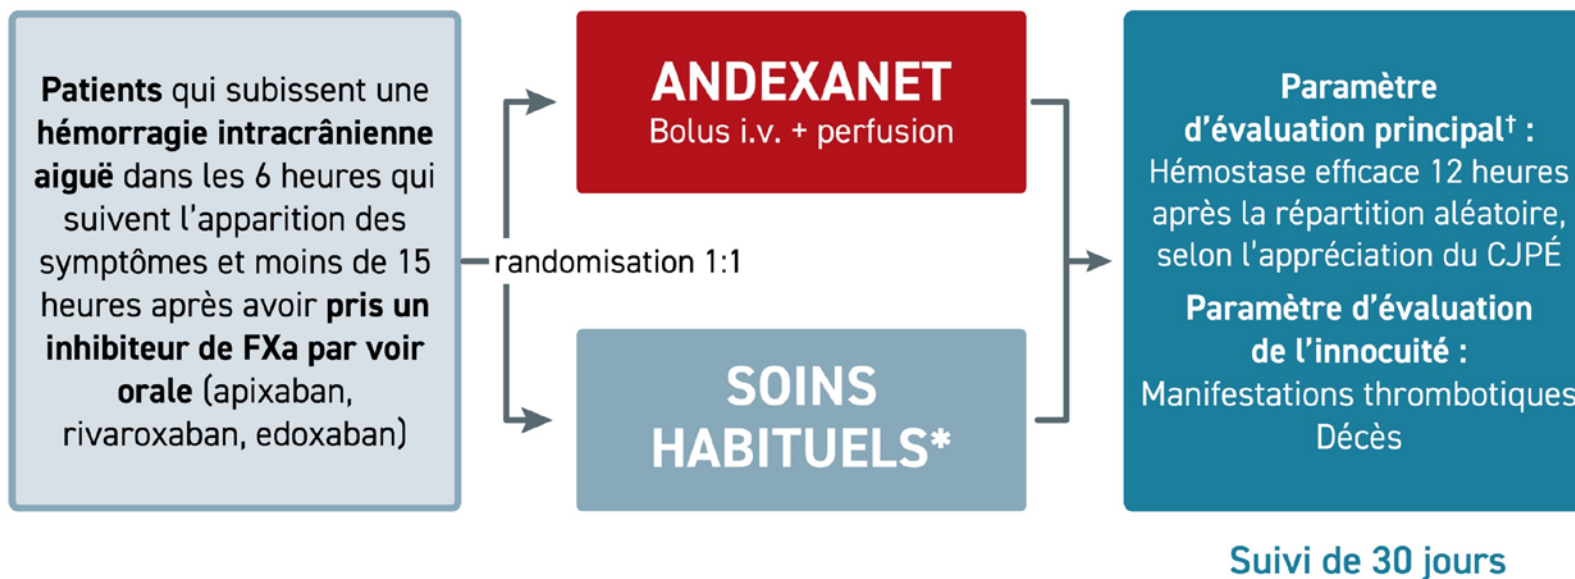 Patients qui subissent une
hémorragie intracrânienne
aiguë dans les 6 heures qui
suivent l’apparition des
symptômes et moins de 15
heures après avoir pris un
inhibiteur de FXa par voir
orale (apixaban,
rivaroxaban, edoxaban)
randomisation 1:1
ANDEXANET
Bolus i.v. + perfusion
SOINS
HABITUELS*
Paramètre
d’évaluation principal† :
Hémostase efficace 12 heures
après la répartition aléatoire,
selon l’appréciation du CJPÉ
Paramètre d’évaluation
de l’innocuité :
Manifestations thrombotiques
Décès
Suivi de 30 jours